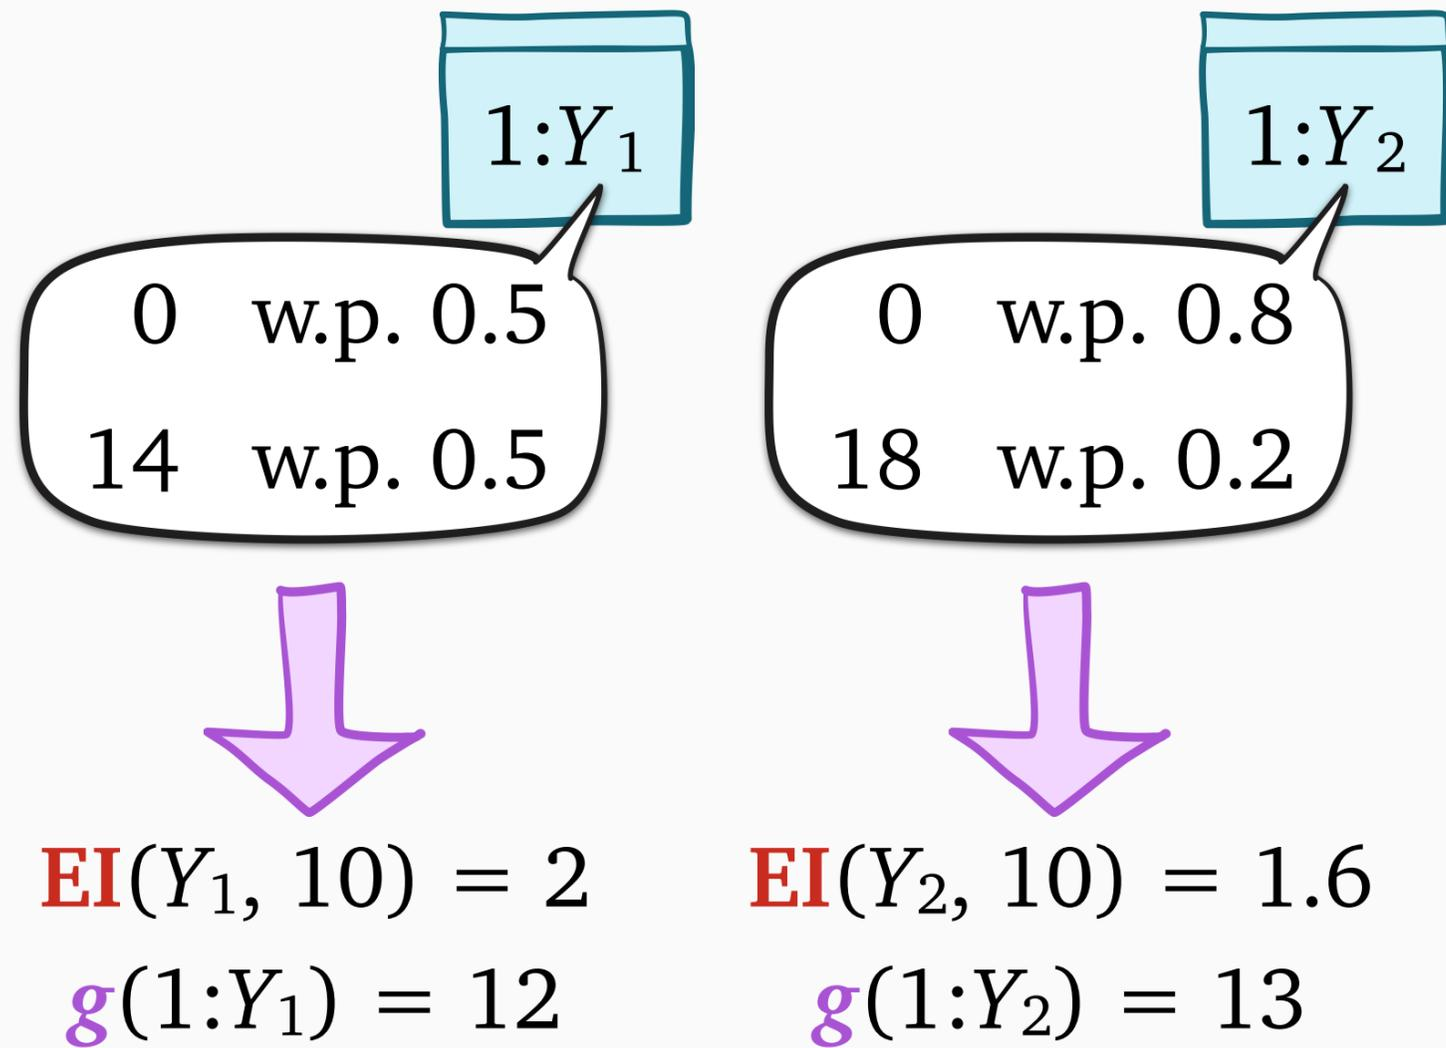 1:Y₁
0 w.p. 0.5
14 w.p. 0.5
EI(Y₁, 10) = 2
g(1:Y₁) = 12
1:Y₂
0 w.p. 0.8
18 w.p. 0.2
EI(Y₂, 10) = 1.6
g(1:Y₂) = 13